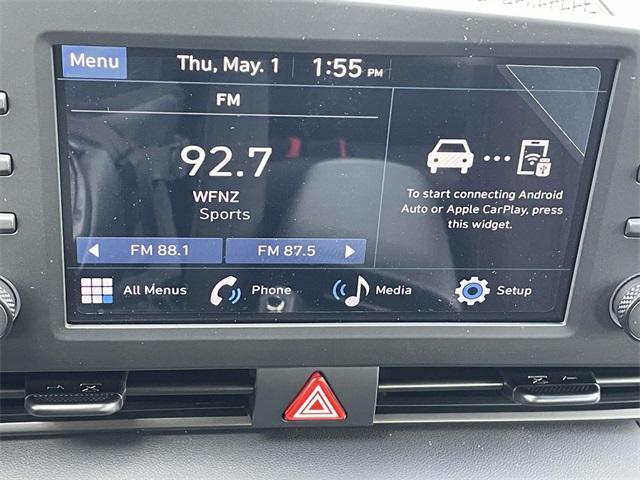 Menu Thu, May. 1 1:55 PM
FM
92.7
WFNZ
Sports
FM 88.1 FM 87.5
To start connecting Android
Auto or Apple CarPlay, press
this widget.
All Menus Phone Media Setup